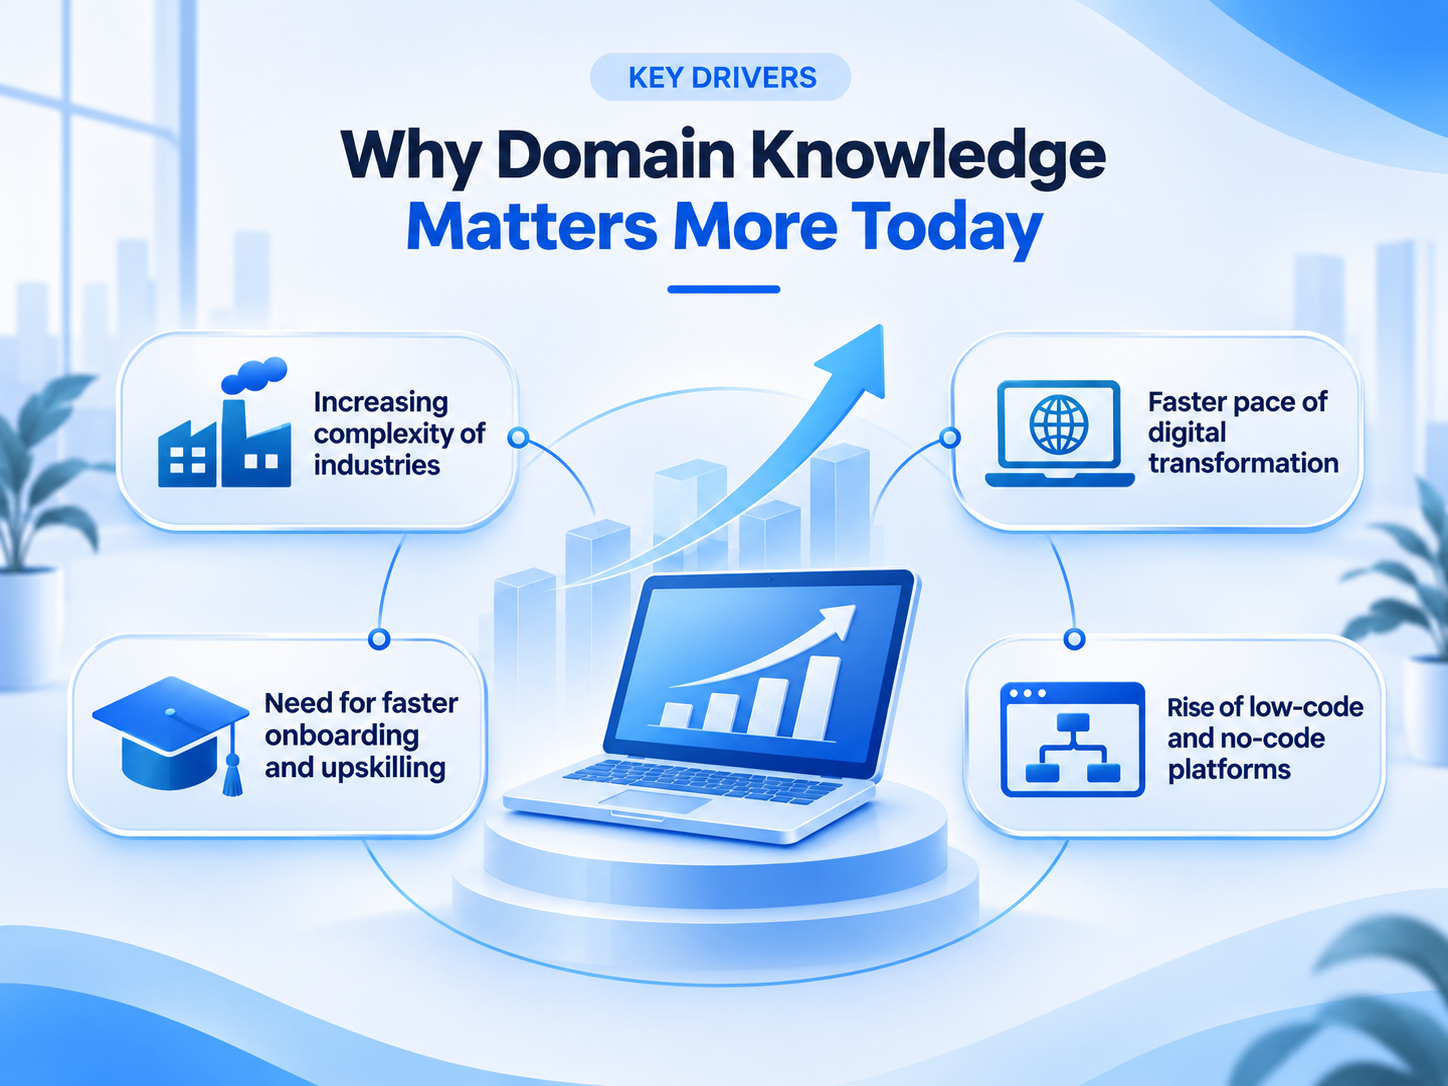 KEY DRIVERS
Why Domain Knowledge
Matters More Today
Increasing
complexity of
industries
Faster pace of
digital
transformation
Need for faster
onboarding
and upskilling
Rise of low-code
and no-code
platforms